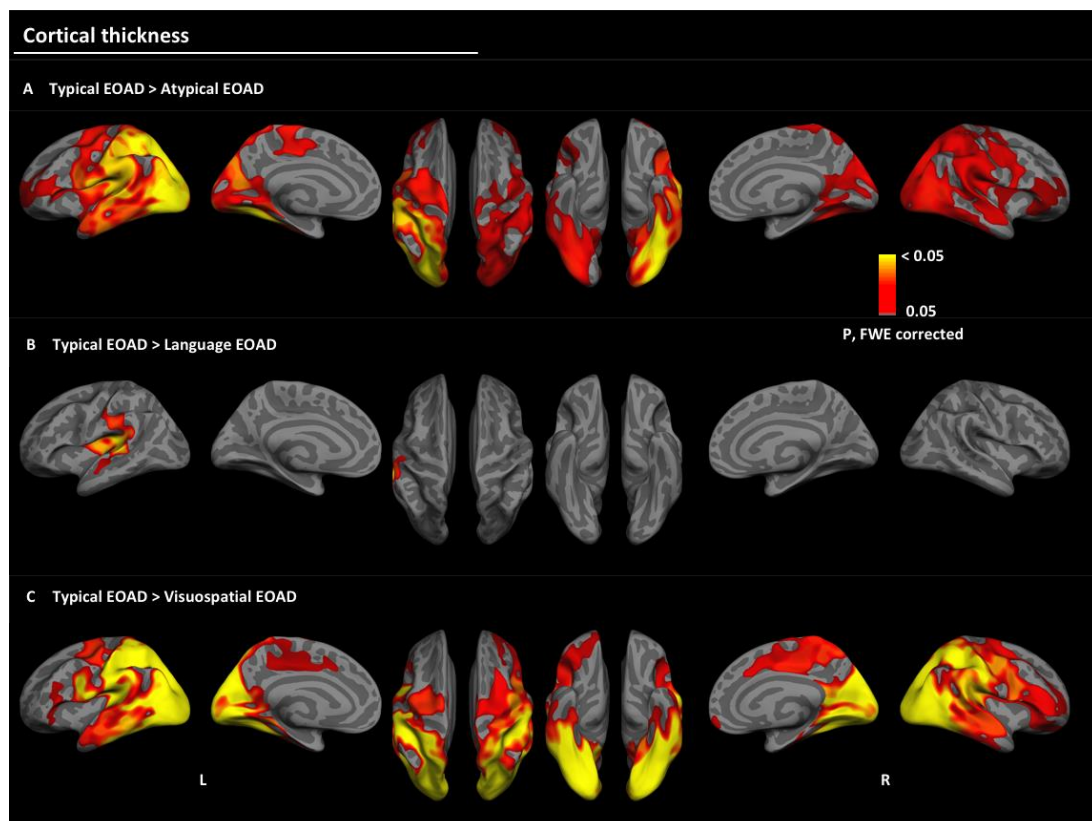 Cortical thickness
A Typical EOAD > Atypical EOAD
< 0.05
0.05
P, FWE corrected
B Typical EOAD > Language EOAD
C Typical EOAD > Visuospatial EOAD
L
R